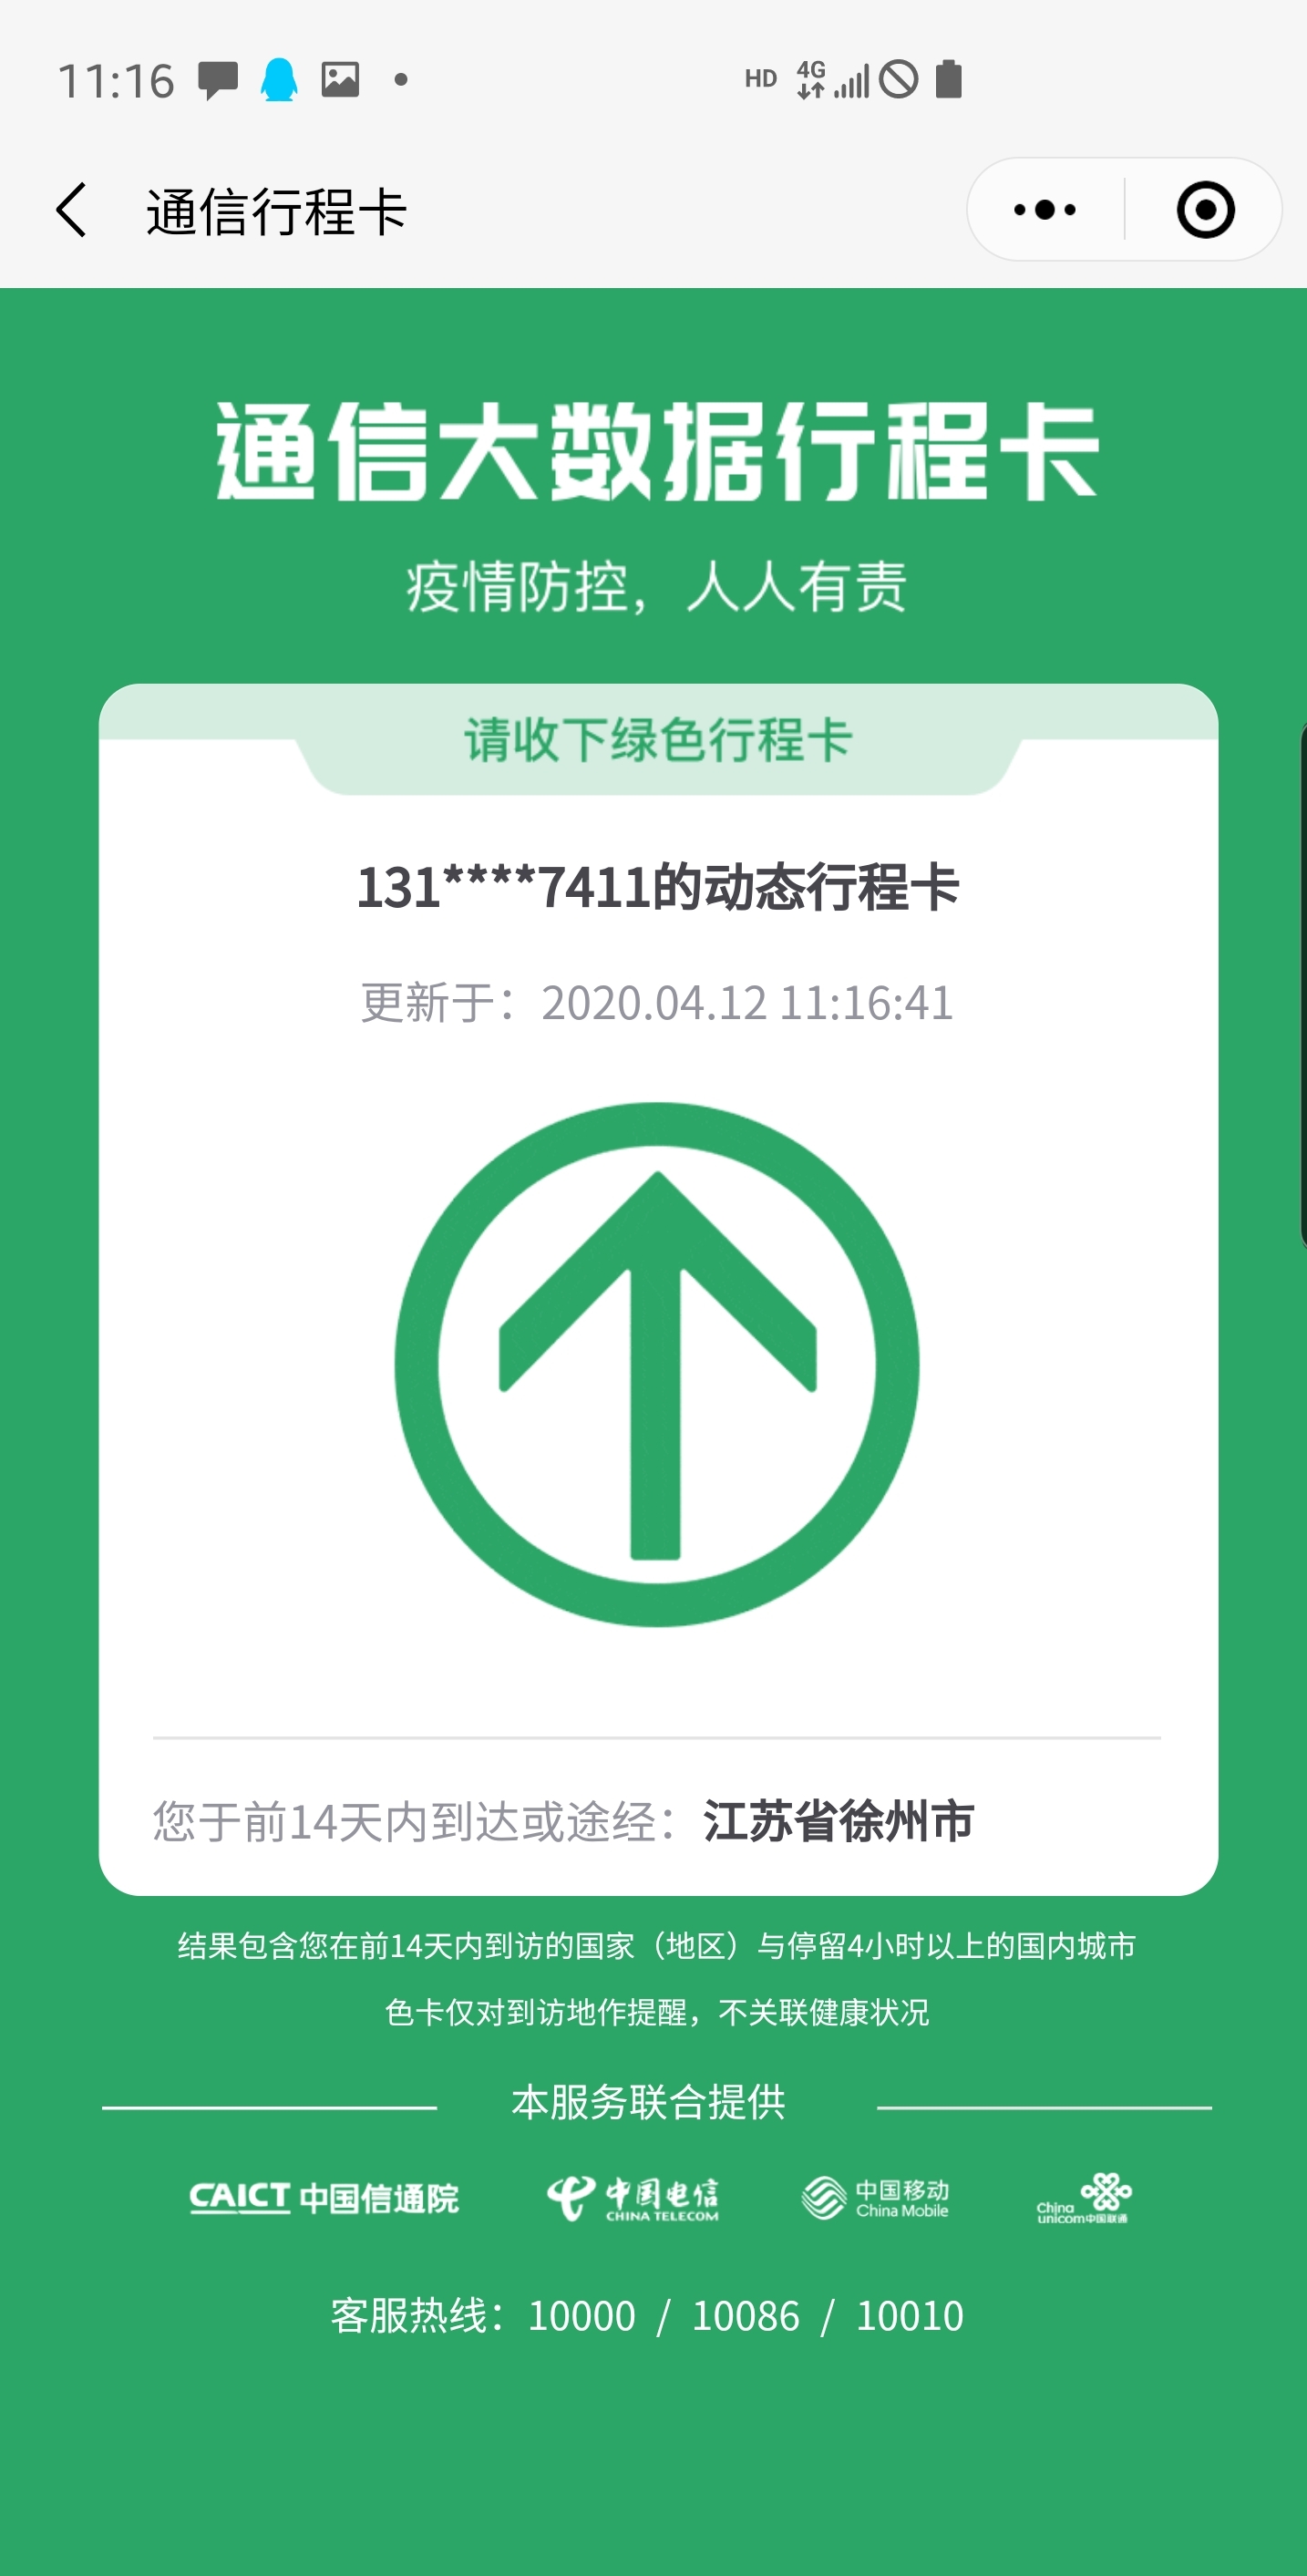 11:16 HD 4G
通信行程卡
通信大数据行程卡
疫情防控，人人有责
请收下绿色行程卡
131****7411的动态行程卡
更新于：2020.04.12 11:16:41
您于前14天内到达或途经：江苏省徐州市
结果包含您在前14天内到访的国家（地区）与停留4小时以上的国内城市
色卡仅对到访地作提醒，不关联健康状况
本服务联合提供
CAICT 中国信通院 中国电信 CHINA TELECOM 中国移动 China Mobile China unicom中国联通
客服热线：10000 / 10086 / 10010